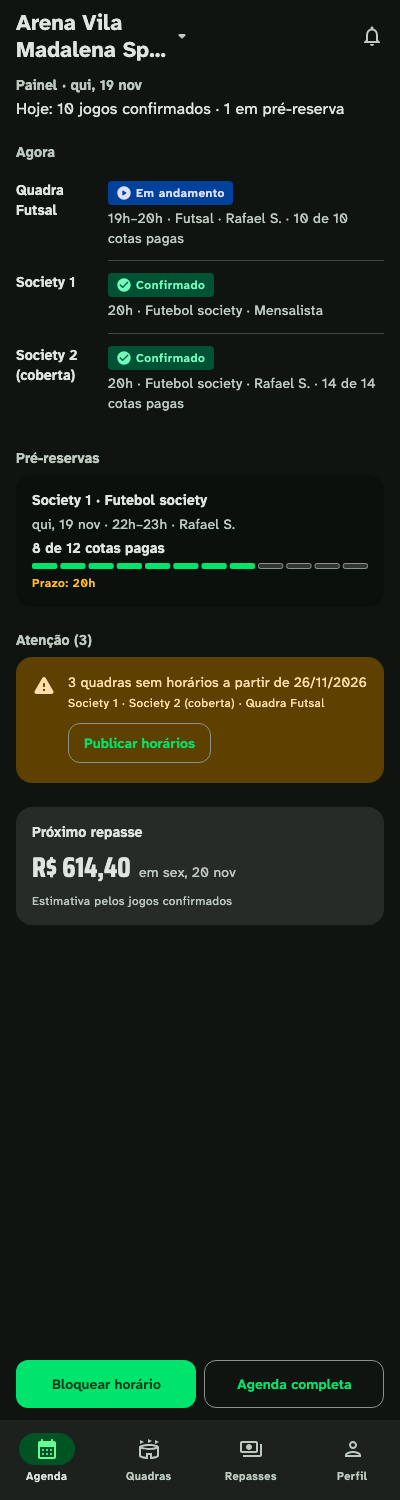 Arena Vila
Madalena Sp...
Painel · qui, 19 nov
Hoje: 10 jogos confirmados · 1 em pré-reserva
Agora
Quadra
Futsal
Em andamento
19h–20h · Futsal · Rafael S. · 10 de 10
cotas pagas
Society 1
Confirmado
20h · Futebol society · Mensalista
Society 2
(coberta)
Confirmado
20h · Futebol society · Rafael S. · 14 de 14
cotas pagas
Pré-reservas
Society 1 · Futebol society
qui, 19 nov · 22h–23h · Rafael S.
8 de 12 cotas pagas
Prazo: 20h
Atenção (3)
3 quadras sem horários a partir de 26/11/2026
Society 1 · Society 2 (coberta) · Quadra Futsal
Publicar horários
Próximo repasse
R$ 614,40 em sex, 20 nov
Estimativa pelos jogos confirmados
Bloquear horário
Agenda completa
Agenda
Quadras
Repasses
Perfil